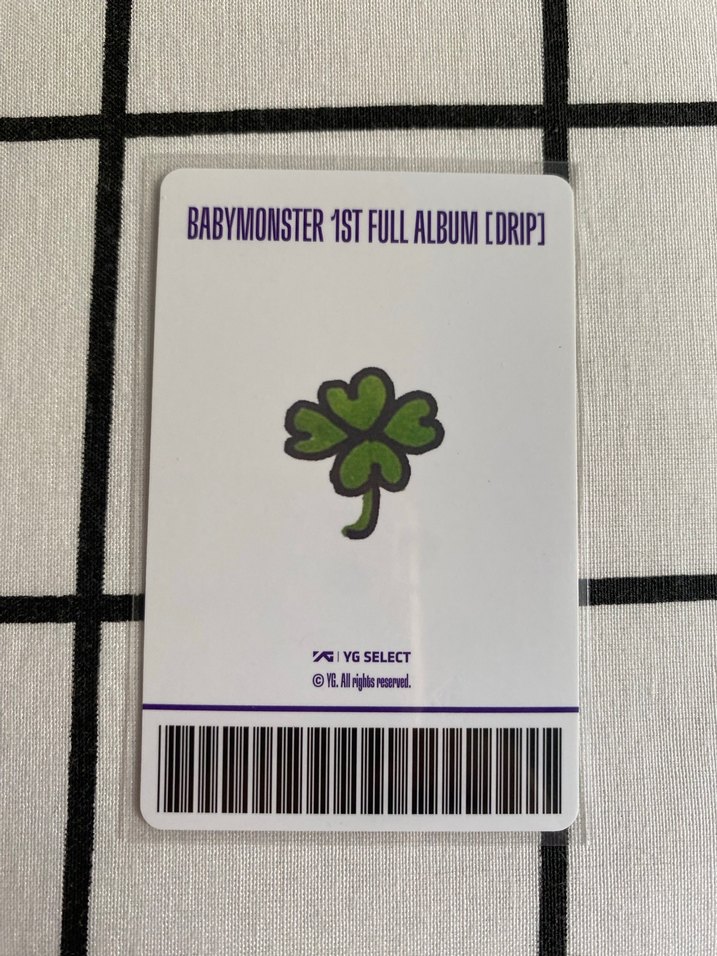 BABYMONSTER 1ST FULL ALBUM [DRIP]
YG | YG SELECT
© YG. All rights reserved.